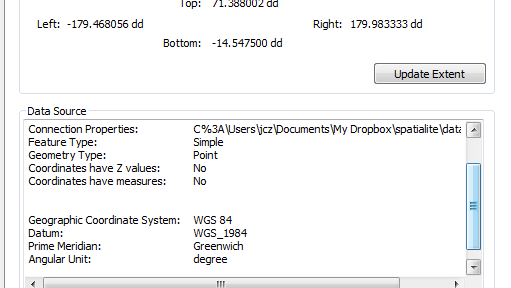 Top: 71.388002 dd
Left: -179.468056 dd Right: 179.983333 dd
Bottom: -14.547500 dd
Update Extent
Data Source
Connection Properties: C%3A\Users\jcz\Documents\My Dropbox\spatialite\data
Feature Type: Simple
Geometry Type: Point
Coordinates have Z values: No
Coordinates have measures: No
Geographic Coordinate System: WGS 84
Datum: WGS_1984
Prime Meridian: Greenwich
Angular Unit: degree